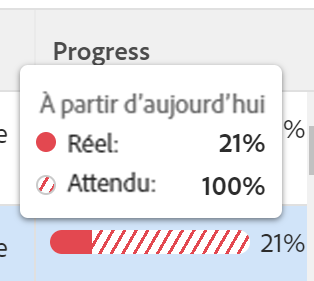 Progress
À partir d'aujourd'hui
Réel: 21%
Attendu: 100%
%
e
e
21%